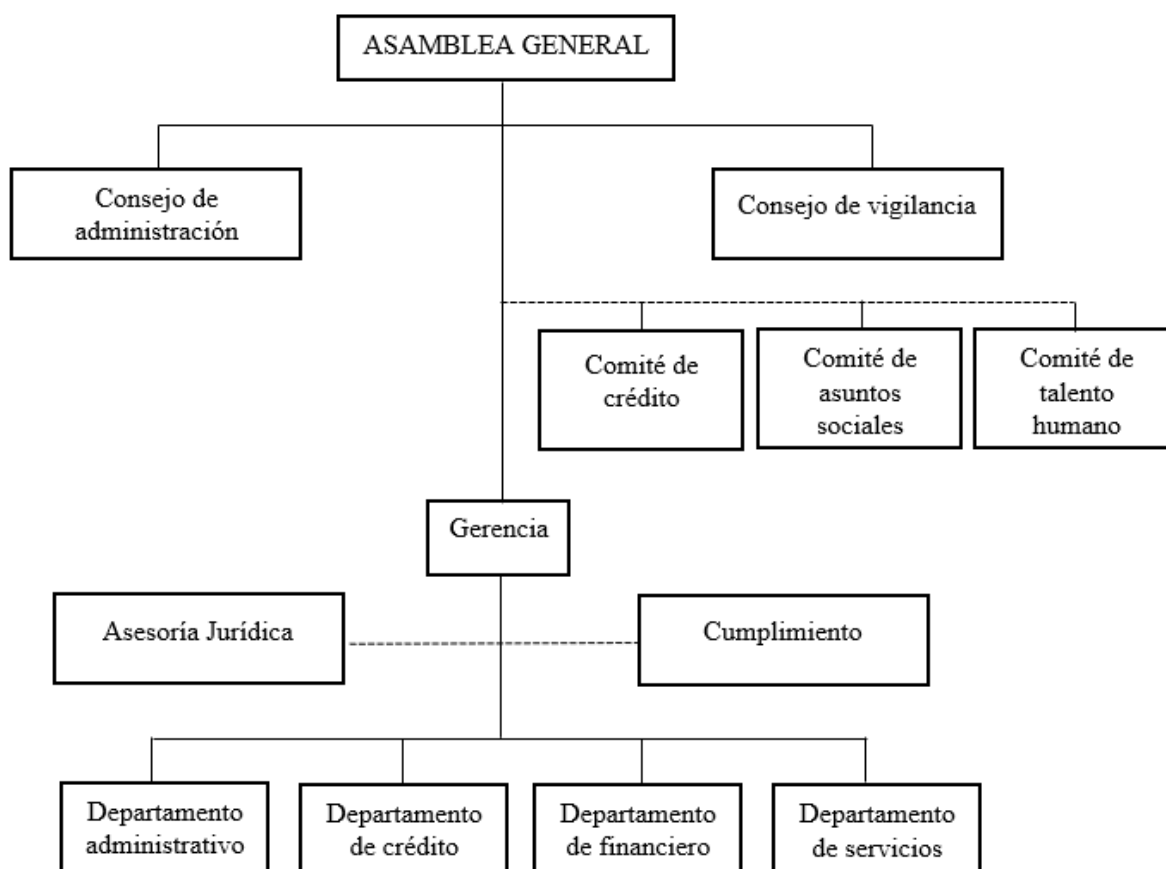 ASAMBLEA GENERAL
Consejo de
administración
Consejo de vigilancia
Comité de
crédito
Comité de
asuntos
sociales
Comité de
talento
humano
Gerencia
Asesoría Jurídica
Cumplimiento
Departamento
administrativo
Departamento
de crédito
Departamento
de financiero
Departamento
de servicios